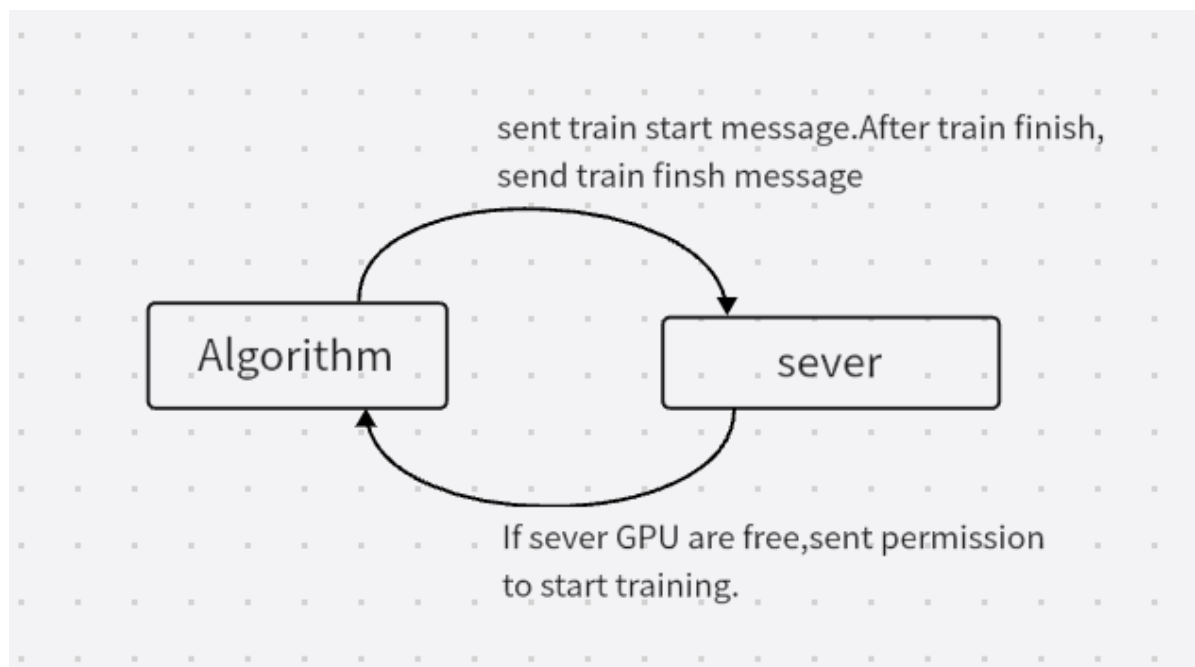 sent train start message.After train finish,
send train finsh message
Algorithm
sever
If sever GPU are free,sent permission
to start training.